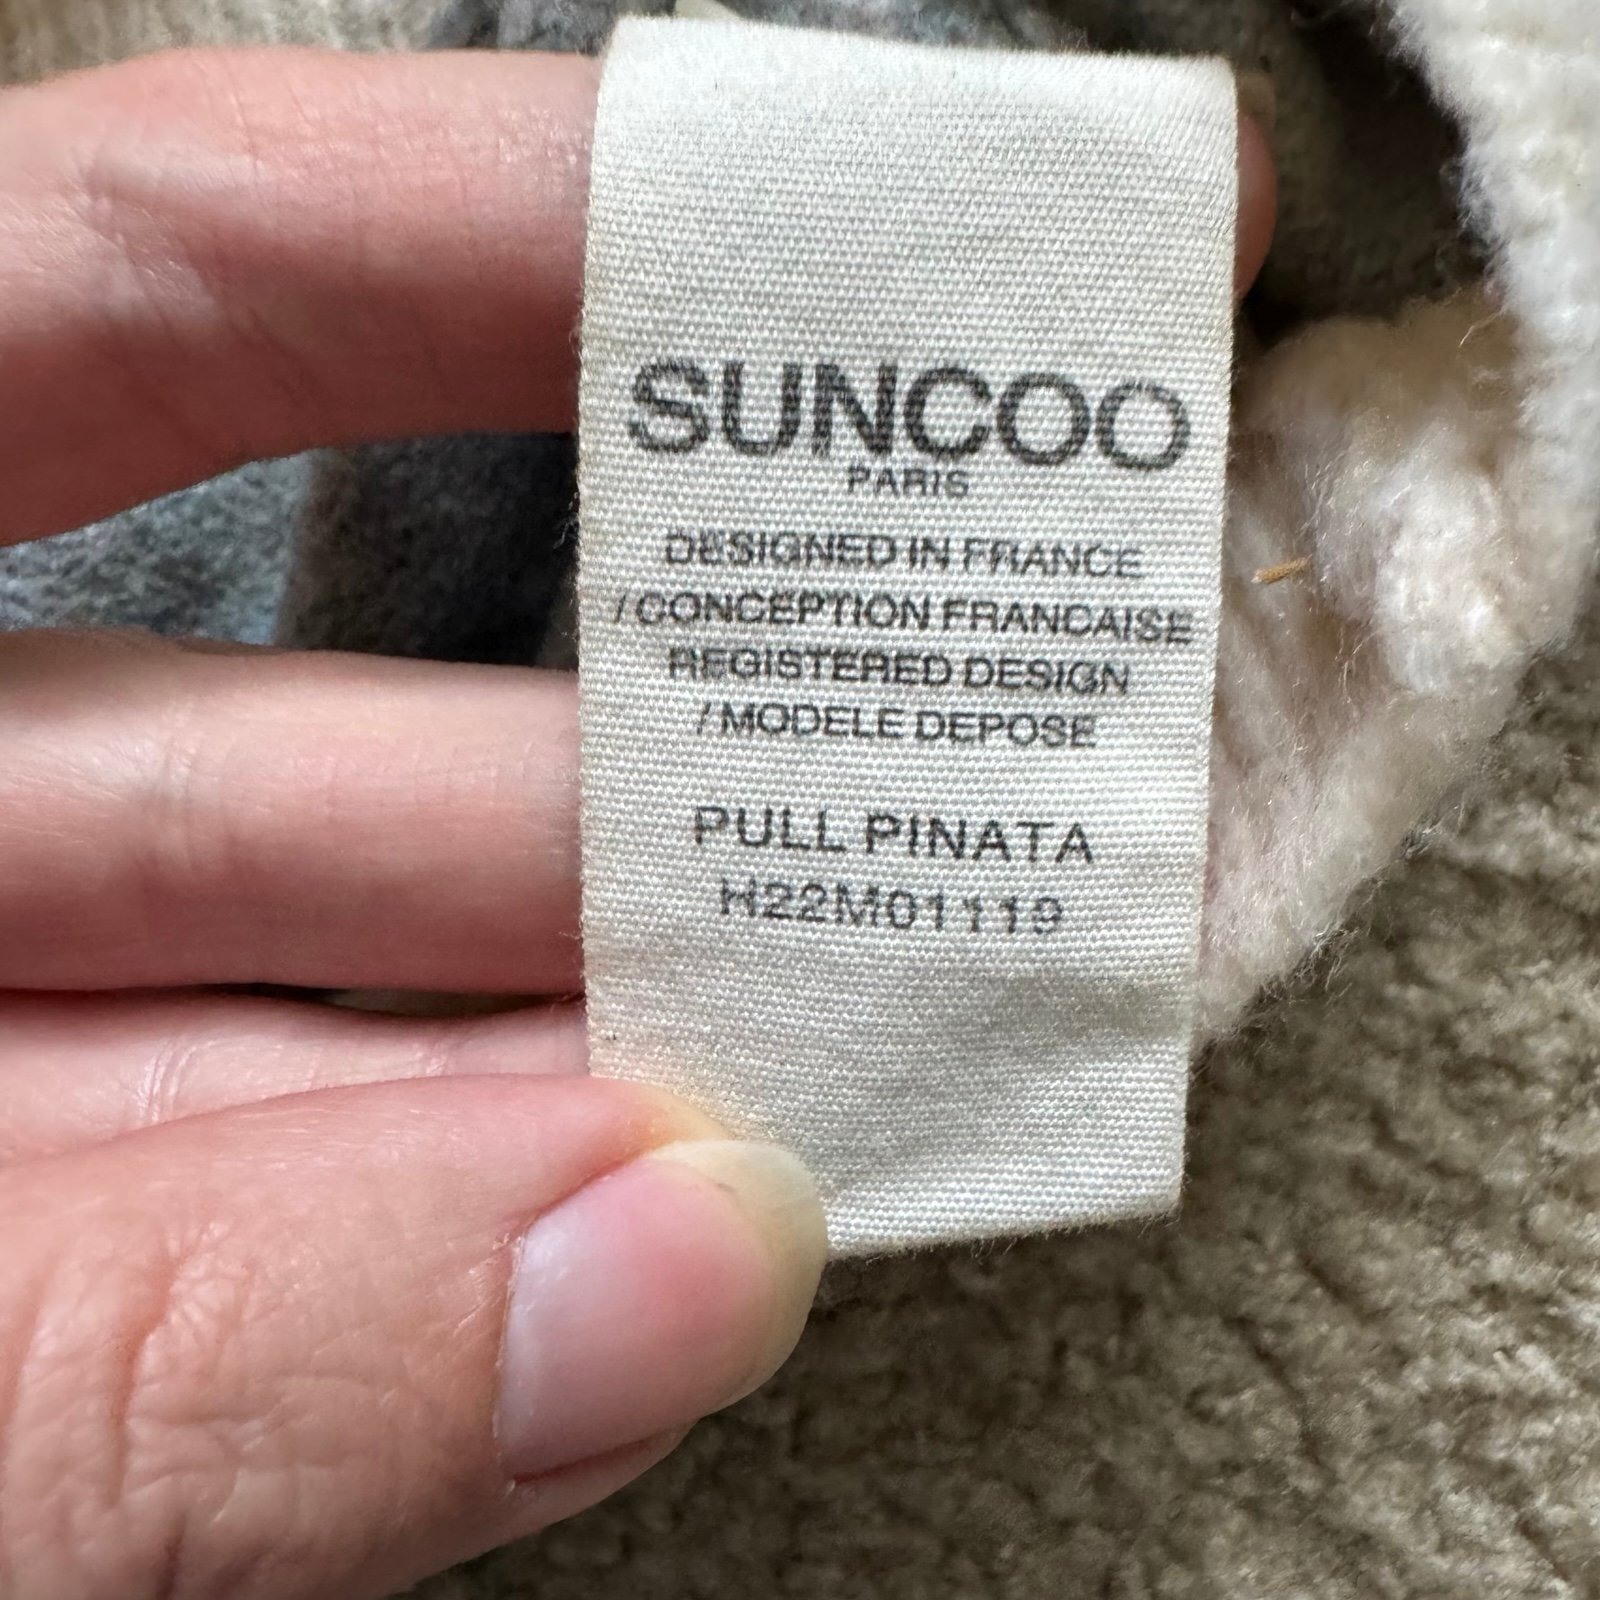 SUNCOO
PARIS
DESIGNED IN FRANCE
/ CONCEPTION FRANCAISE
REGISTERED DESIGN
/ MODELE DEPOSE
PULL PINATA
H22M01119